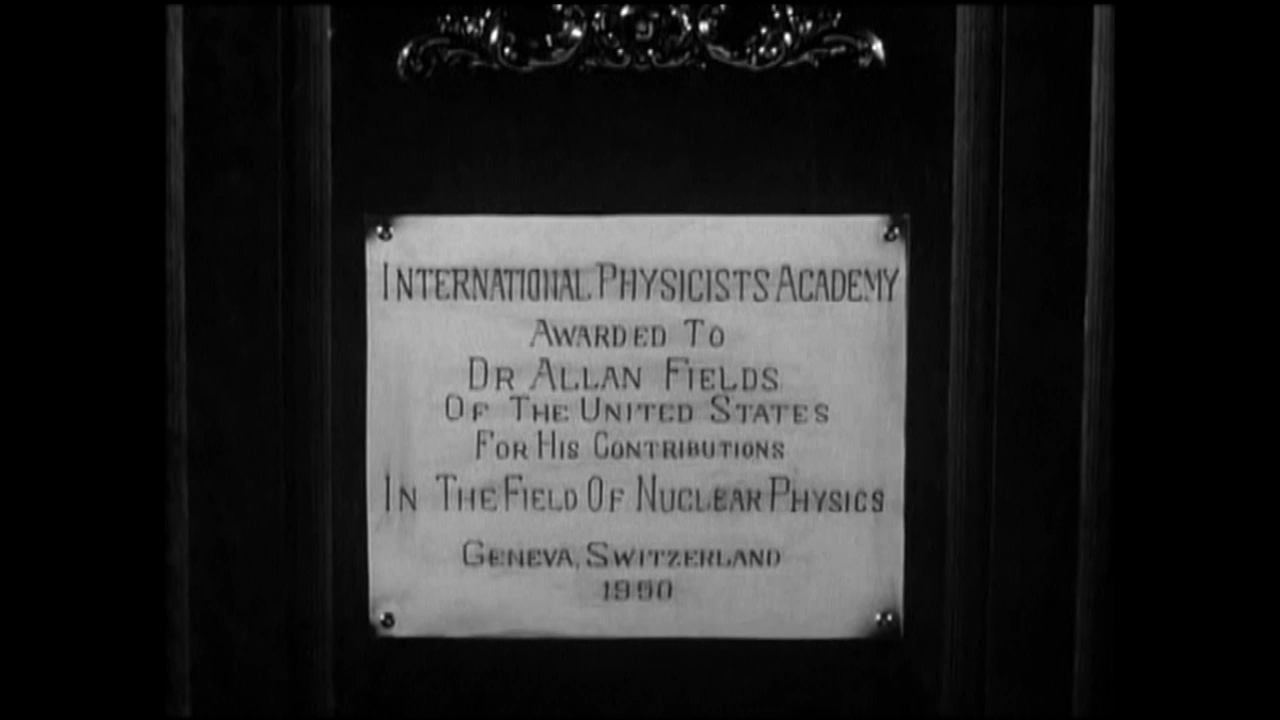 INTERNATIONAL PHYSICISTS ACADEMY
AWARDED TO
DR ALLAN FIELDS
OF THE UNITED STATES
FOR HIS CONTRIBUTIONS
IN THE FIELD OF NUCLEAR PHYSICS
GENEVA, SWITZERLAND
1950